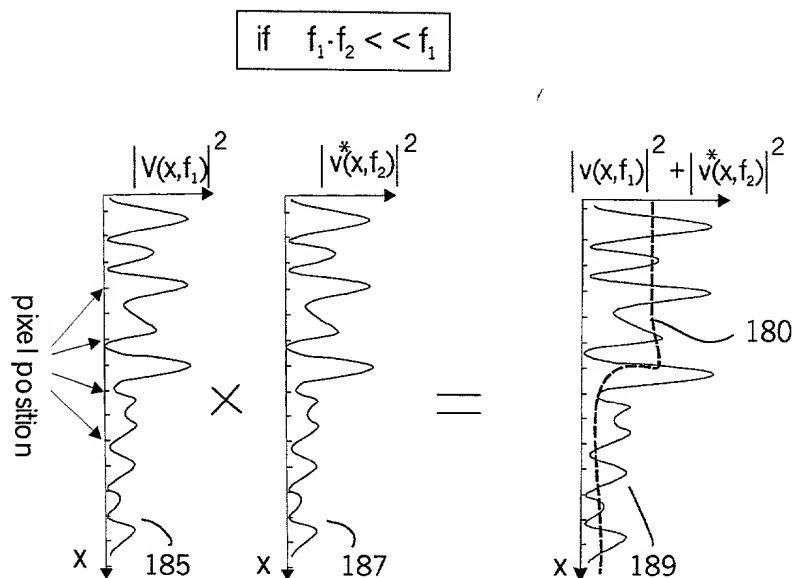 if f₁-f₂ << f₁
|V(x,f₁)|²
|v*(x,f₂)|²
|v(x,f₁)|² + |v*(x,f₂)|²
pixel position
180
×
=
x
185
x
187
x
189